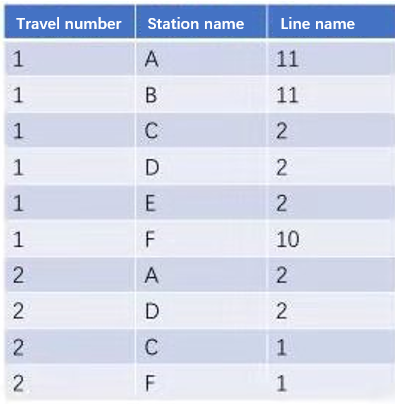 Travel number Station name Line name
1 A 11
1 B 11
1 C 2
1 D 2
1 E 2
1 F 10
2 A 2
2 D 2
2 C 1
2 F 1